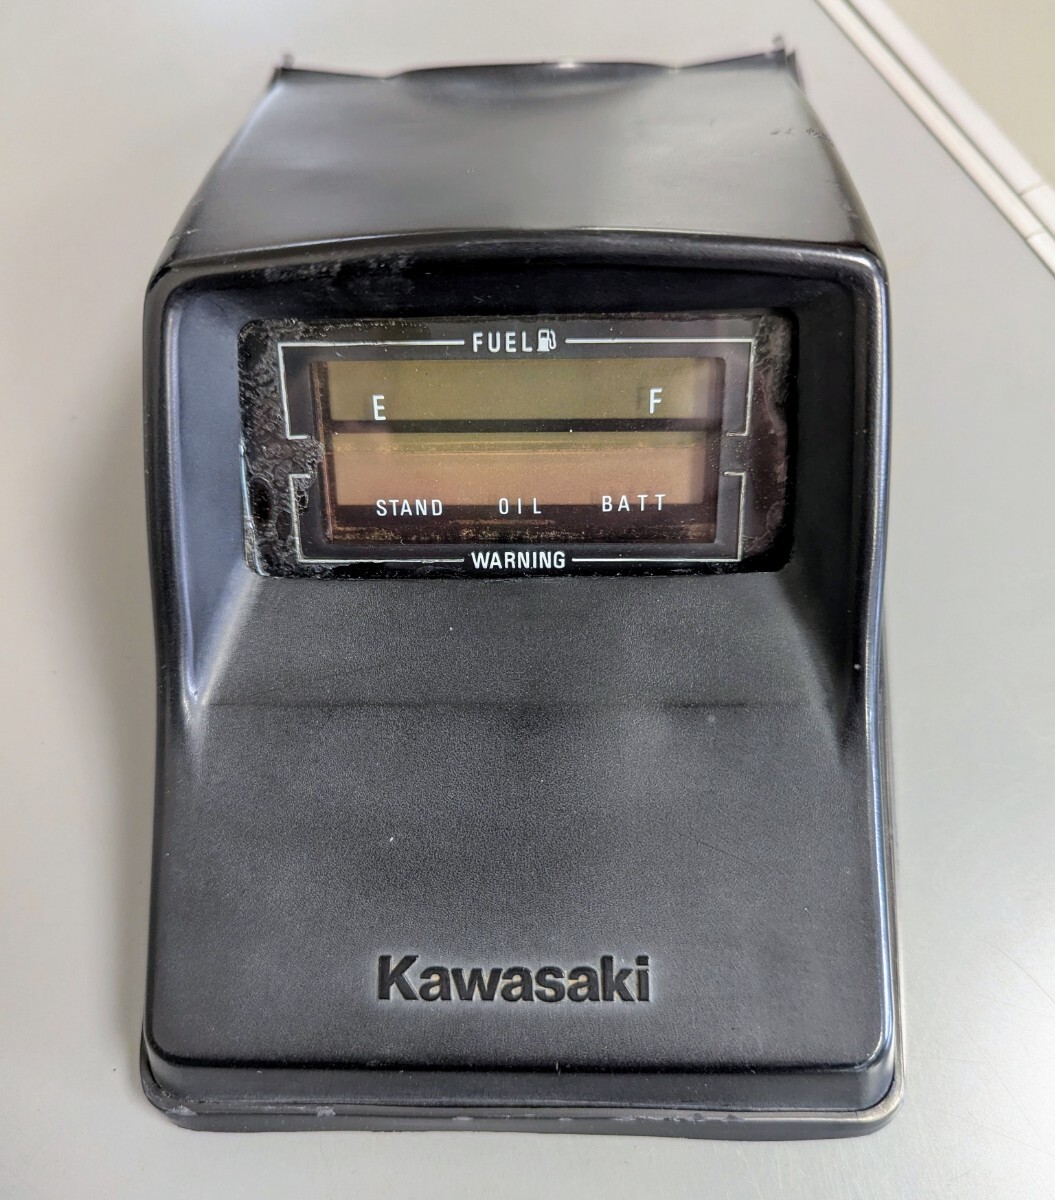 FUEL
E F
STAND OIL BATT
WARNING
Kawasaki